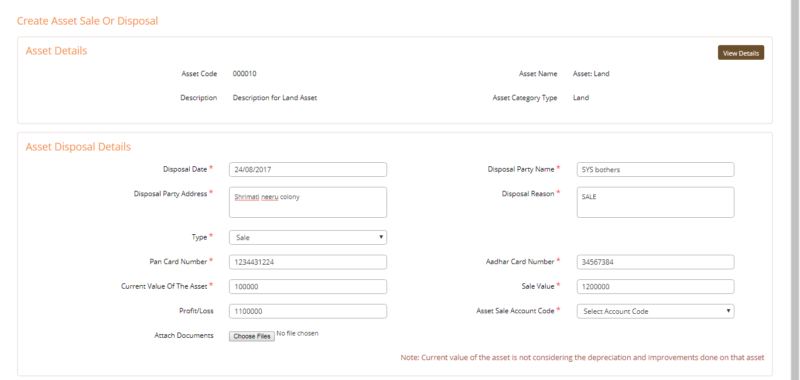 Create Asset Sale Or Disposal
Asset Details
View Details
Asset Code 000010 Asset Name Asset: Land
Description Description for Land Asset Asset Category Type Land
Asset Disposal Details
Disposal Date * 24/08/2017 Disposal Party Name * SYS bothers
Disposal Party Address * Shrimati neeru colony Disposal Reason * SALE
Type * Sale
Pan Card Number * 1234431224 Aadhar Card Number * 34567384
Current Value Of The Asset * 100000 Sale Value * 1200000
Profit/Loss 1100000 Asset Sale Account Code * Select Account Code
Attach Documents Choose Files No file chosen
Note: Current value of the asset is not considering the depreciation and improvements done on that asset